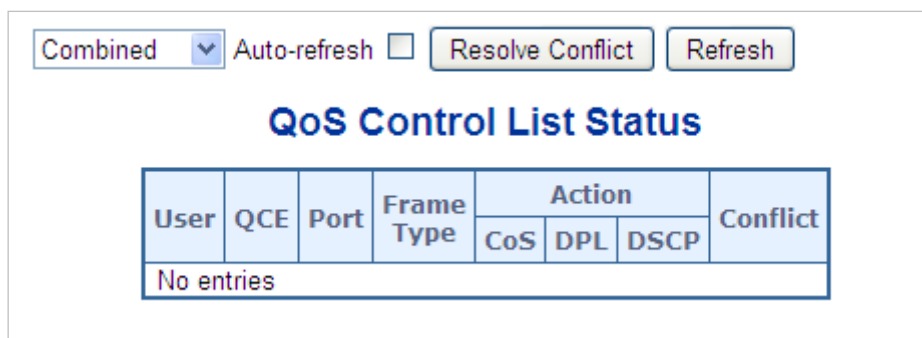 Combined Auto-refresh Resolve Conflict Refresh
QoS Control List Status
User QCE Port Frame Type Action Conflict
CoS DPL DSCP
No entries